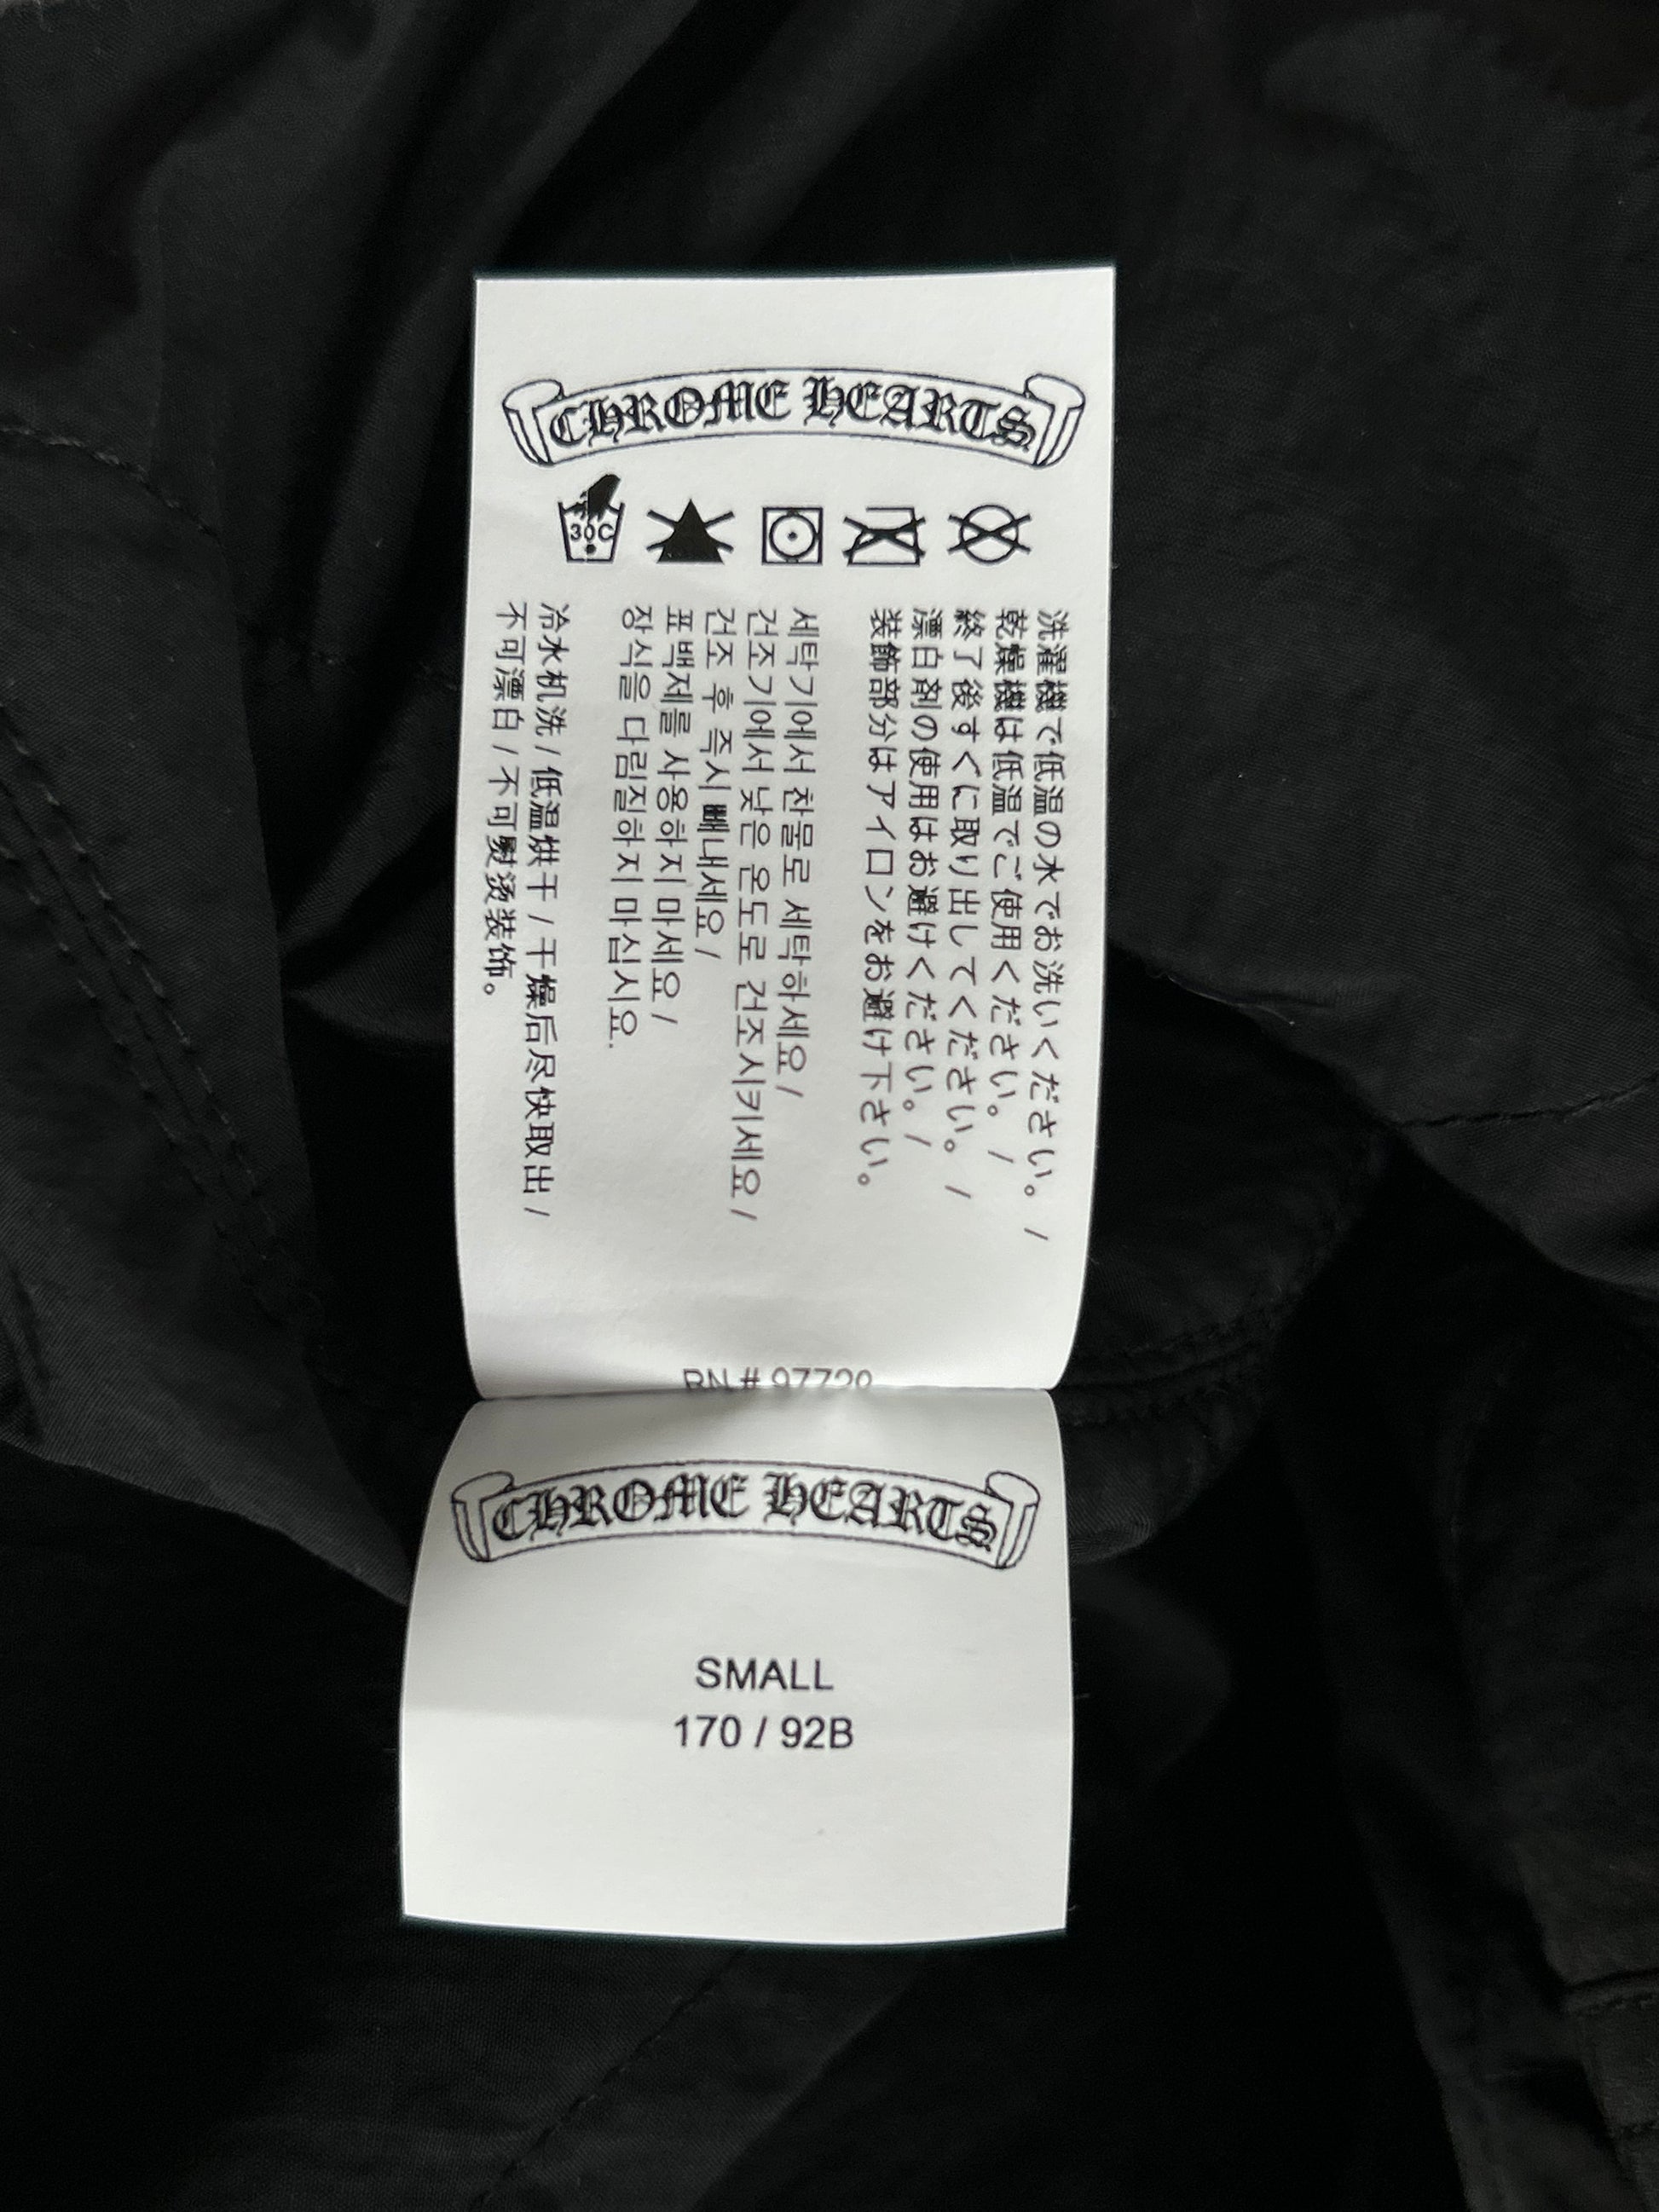 CHROME HEARTS
30C
洗濯機で低温の水でお洗いください。 /
乾燥機は低温でご使用ください。 /
終了後すぐに取り出してください。 /
漂白剤の使用はお避けください。 /
装飾部分はアイロンをお避け下さい。
세탁기에서 찬물로 세탁하세요 /
건조기에서 낮은 온도로 건조시키세요 /
건조 후 즉시 빼내세요 /
표백제를 사용하지 마세요 /
장식을 다림질하지 마십시요.
冷水机洗 / 低温烘干 / 干燥后尽快取出 /
不可漂白 / 不可熨烫装饰。
RN # 97720
CHROME HEARTS
SMALL
170 / 92B